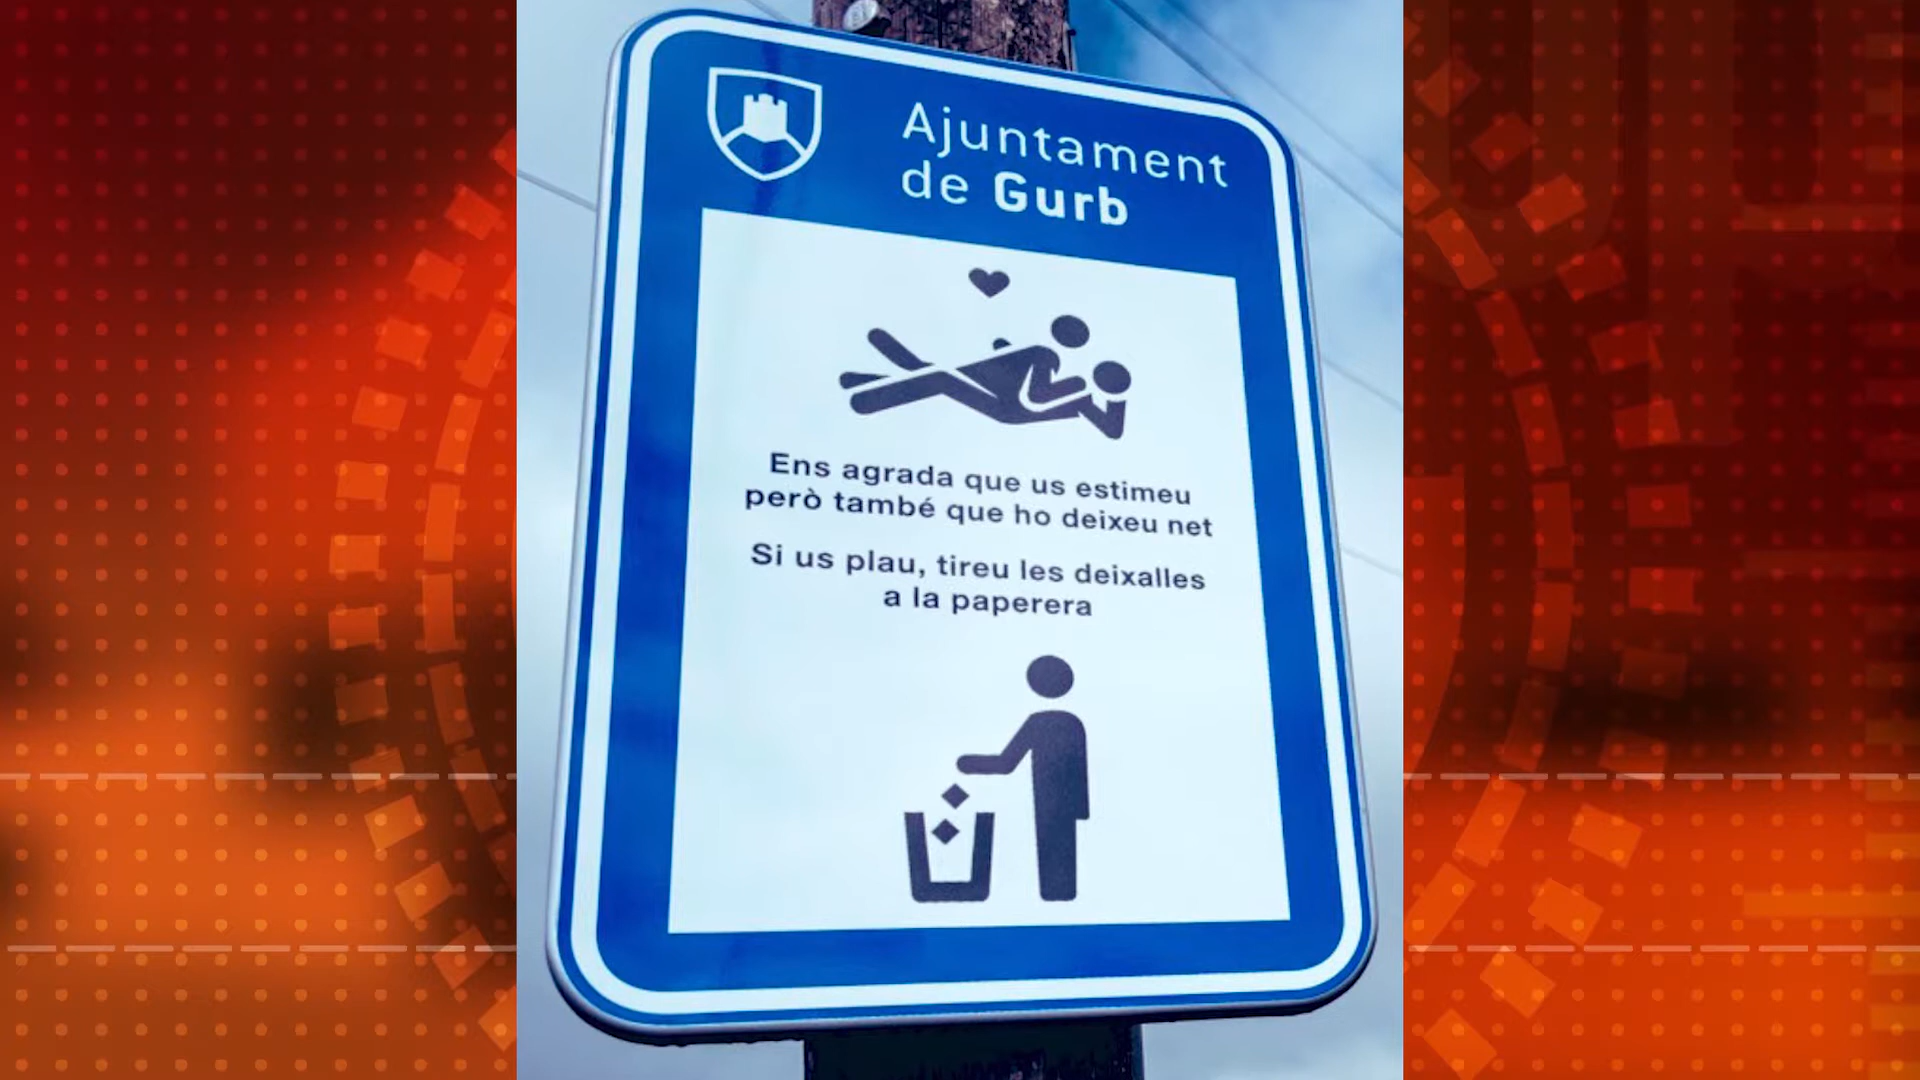 Ajuntament
de Gurb
Ens agrada que us estimeu
però també que ho deixeu net
Si us plau, tireu les deixalles
a la paperera